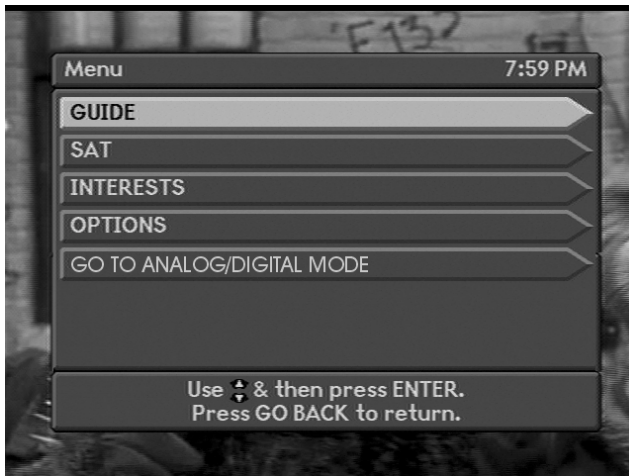 E132
Menu 7:59 PM
GUIDE
SAT
INTERESTS
OPTIONS
GO TO ANALOG/DIGITAL MODE
Use & then press ENTER.
Press GO BACK to return.